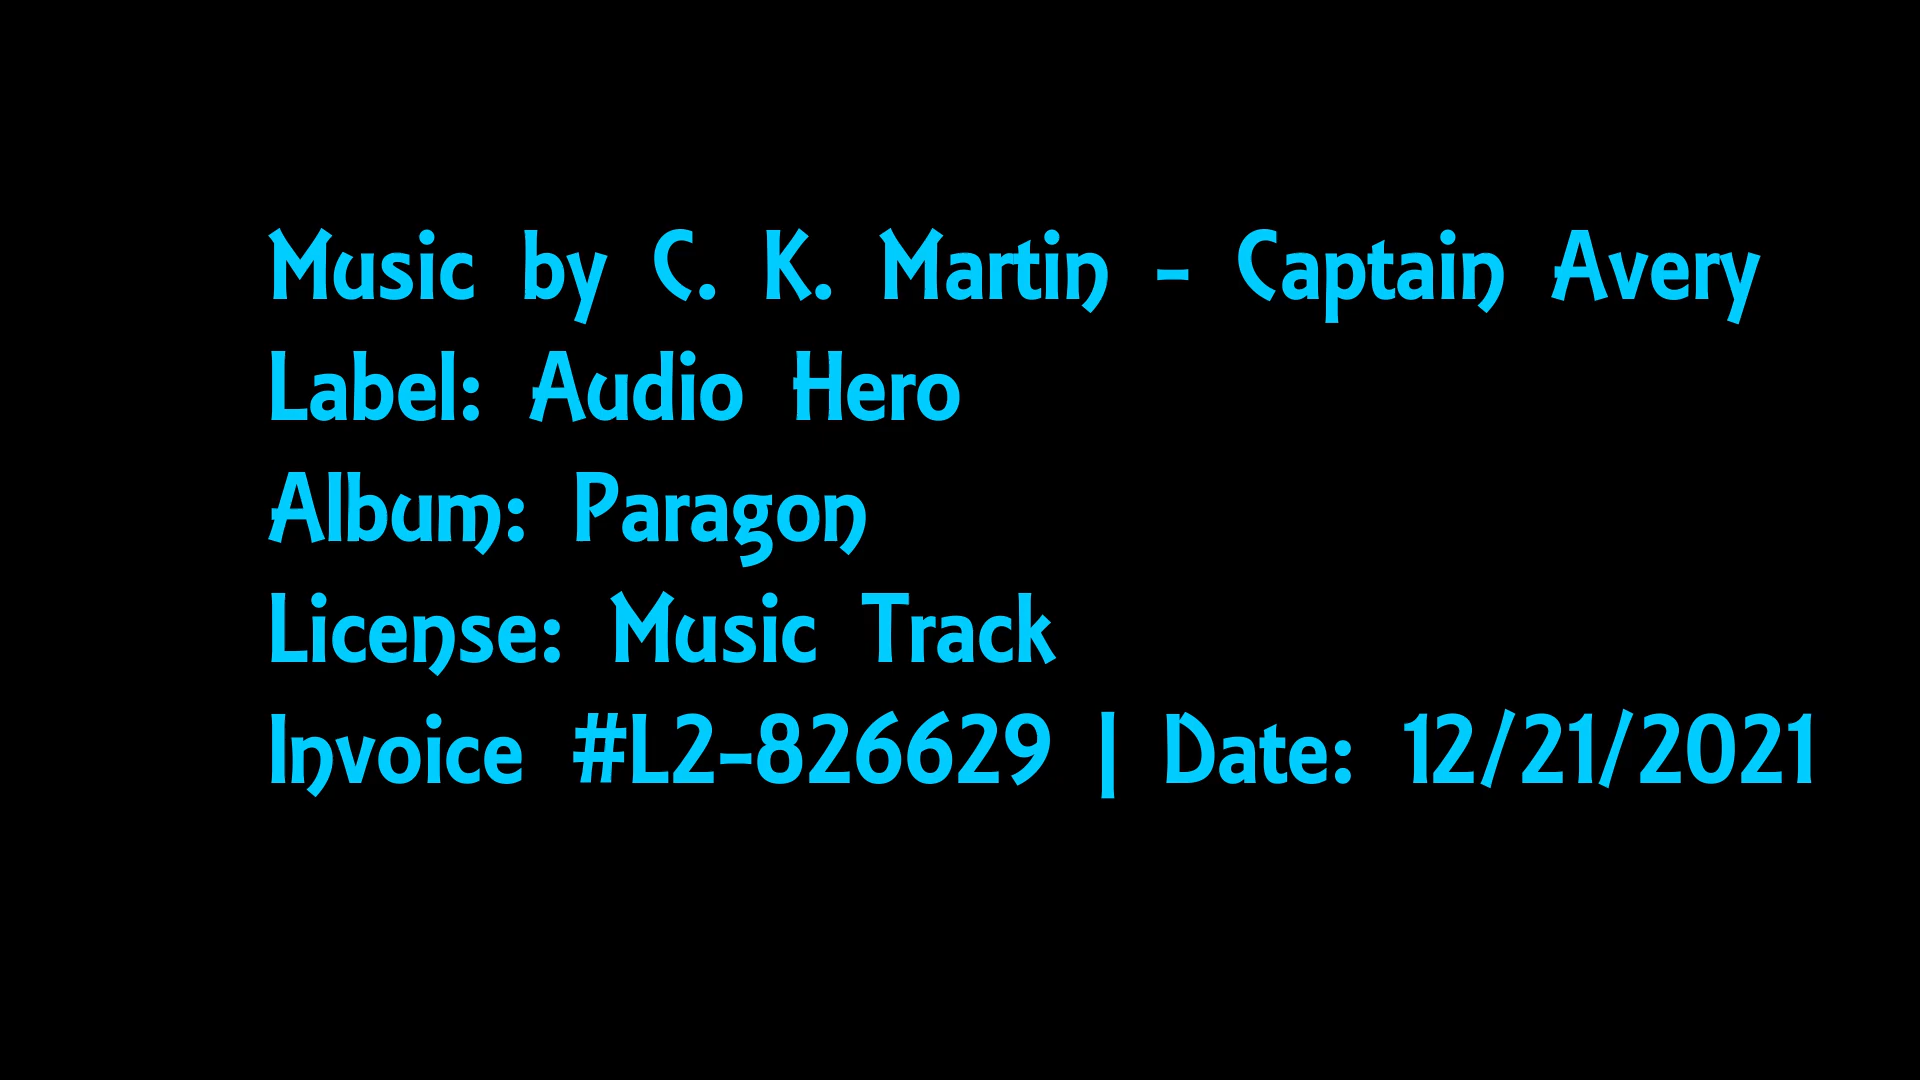 Music by C. K. Martin - Captain Avery
Label: Audio Hero
Album: Paragon
License: Music Track
Invoice #L2-826629 | Date: 12/21/2021